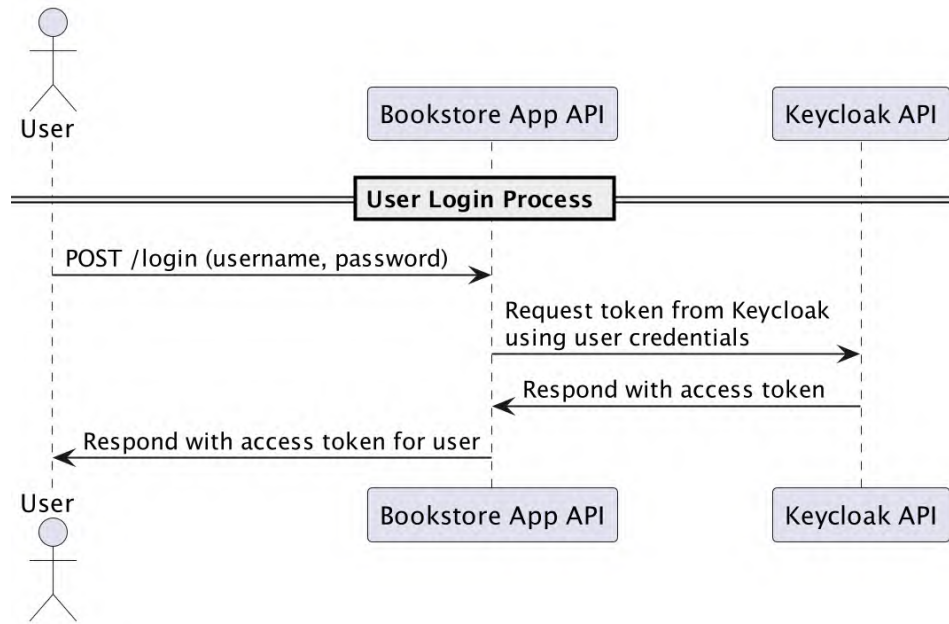 User
Bookstore App API
Keycloak API
User Login Process
POST /login (username, password)
Request token from Keycloak
using user credentials
Respond with access token
Respond with access token for user
User
Bookstore App API
Keycloak API